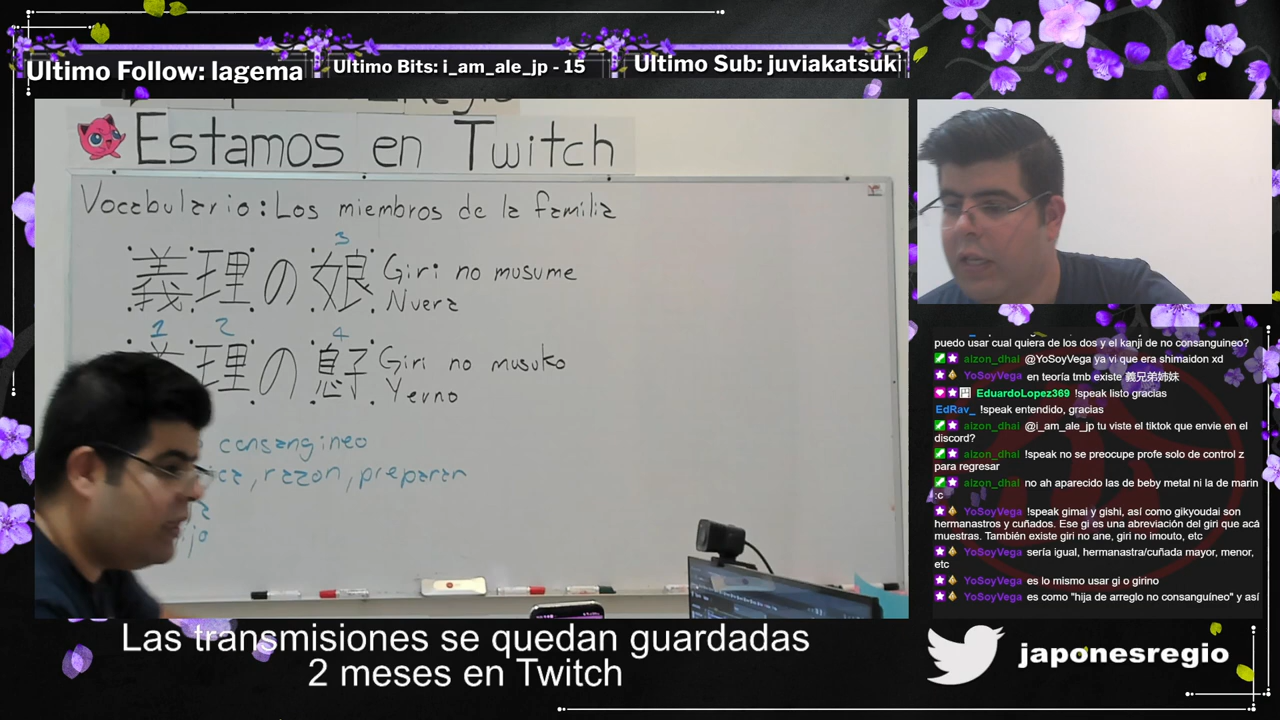 Ultimo Follow: lagema
Ultimo Bits: i_am_ale_jp - 15
Ultimo Sub: juviakatsuki
Estamos en Twitch
Vocabulario: Los miembros de la familia
3
義理の娘 Giri no musume
Nuera
1 2 4
理の息子 Giri no musuko
Yerno
consangineo
razon, preparar
puedo usar cual quiera de los dos y el kanji de no consanguineo?
aizon_dhal @YoSoyVega ya vi que era shimaidon xd
YoSoyVega en teoría tmb existe 義兄弟姉妹
EduardoLopez369 !speak listo gracias
EdRav_ !speak entendido, gracias
aizon_dhal @i_am_ale_jp tu viste el tiktok que envie en el
discord?
aizon_dhal !speak no se preocupe profe solo de control z
para regresar
aizon_dhal no ah aparecido las de beby metal ni la de marin
:c
YoSoyVega !speak gimai y gishi, así como gikyoudai son
hermanastros y cuñados. Ese gi es una abreviación del giri que acá
muestras. También existe giri no ane, giri no imouto, etc
YoSoyVega sería igual, hermanastra/cuñada mayor, menor,
etc
YoSoyVega es lo mismo usar gi o girino
YoSoyVega es como "hija de arreglo no consanguíneo" y así
Las transmisiones se quedan guardadas
2 meses en Twitch
japonesregio